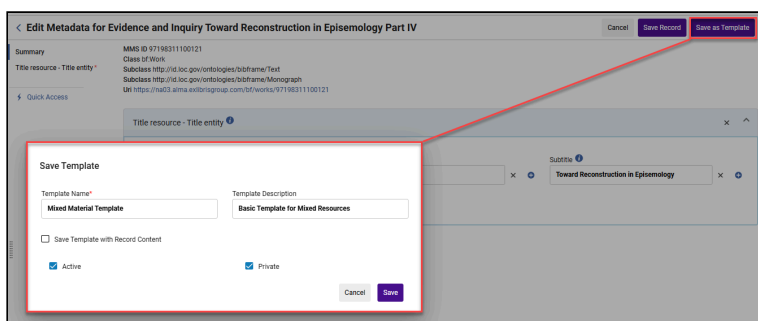 < Edit Metadata for Evidence and Inquiry Toward Reconstruction in Episemology Part IV
Cancel Save Record Save as Template
Summary
Title resource - Title entity *
Quick Access
MMS ID 97198311100121
Class bf:Work
Subclass http://id.loc.gov/ontologies/bibframe/Text
Subclass http://id.loc.gov/ontologies/bibframe/Monograph
Uri https://na03.alma.exlibrisgroup.com/bf/works/97198311100121
Title resource - Title entity
Subtitle
Toward Reconstruction in Episemology
Save Template
Template Name* Template Description
Mixed Material Template Basic Template for Mixed Resources
Save Template with Record Content
Active Private
Cancel Save